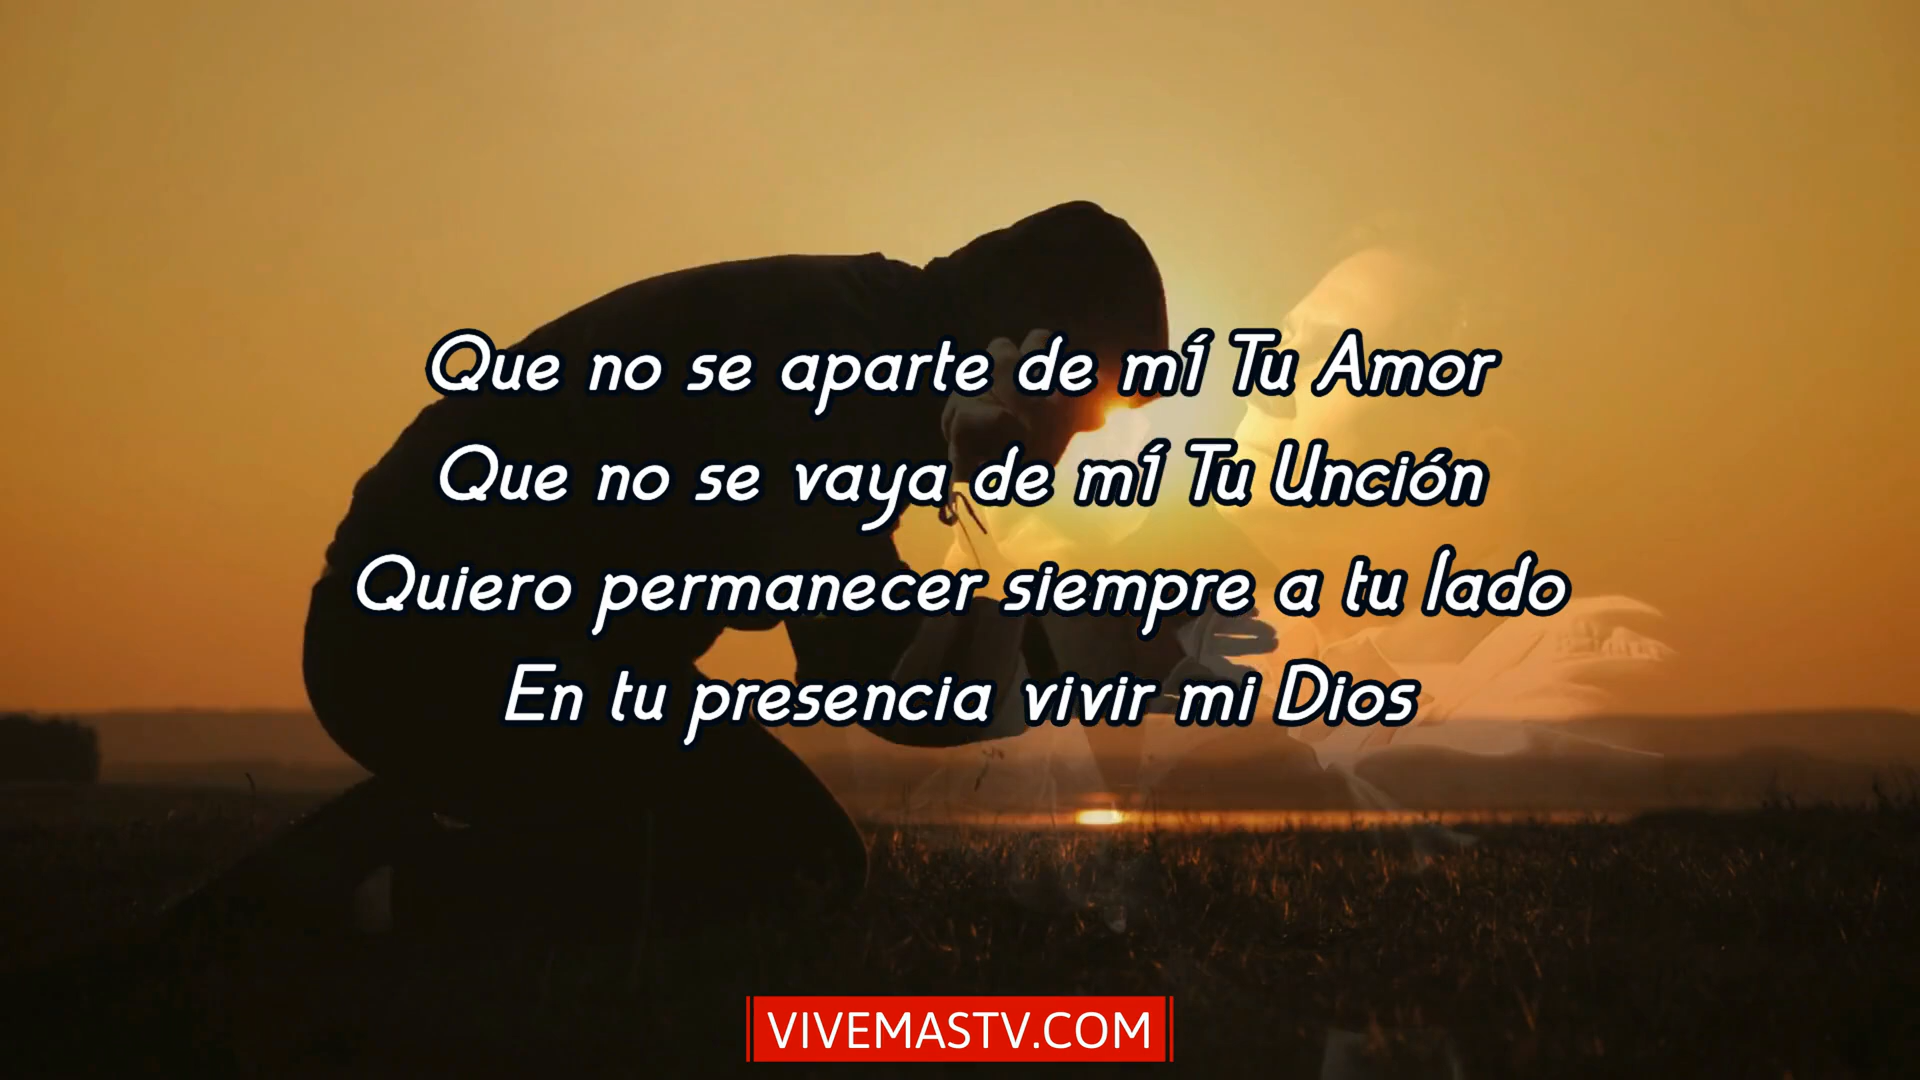 Que no se aparte de mí Tu Amor
Que no se vaya de mí Tu Unción
Quiero permanecer siempre a tu lado
En tu presencia vivir mi Dios
VIVEMASTV.COM